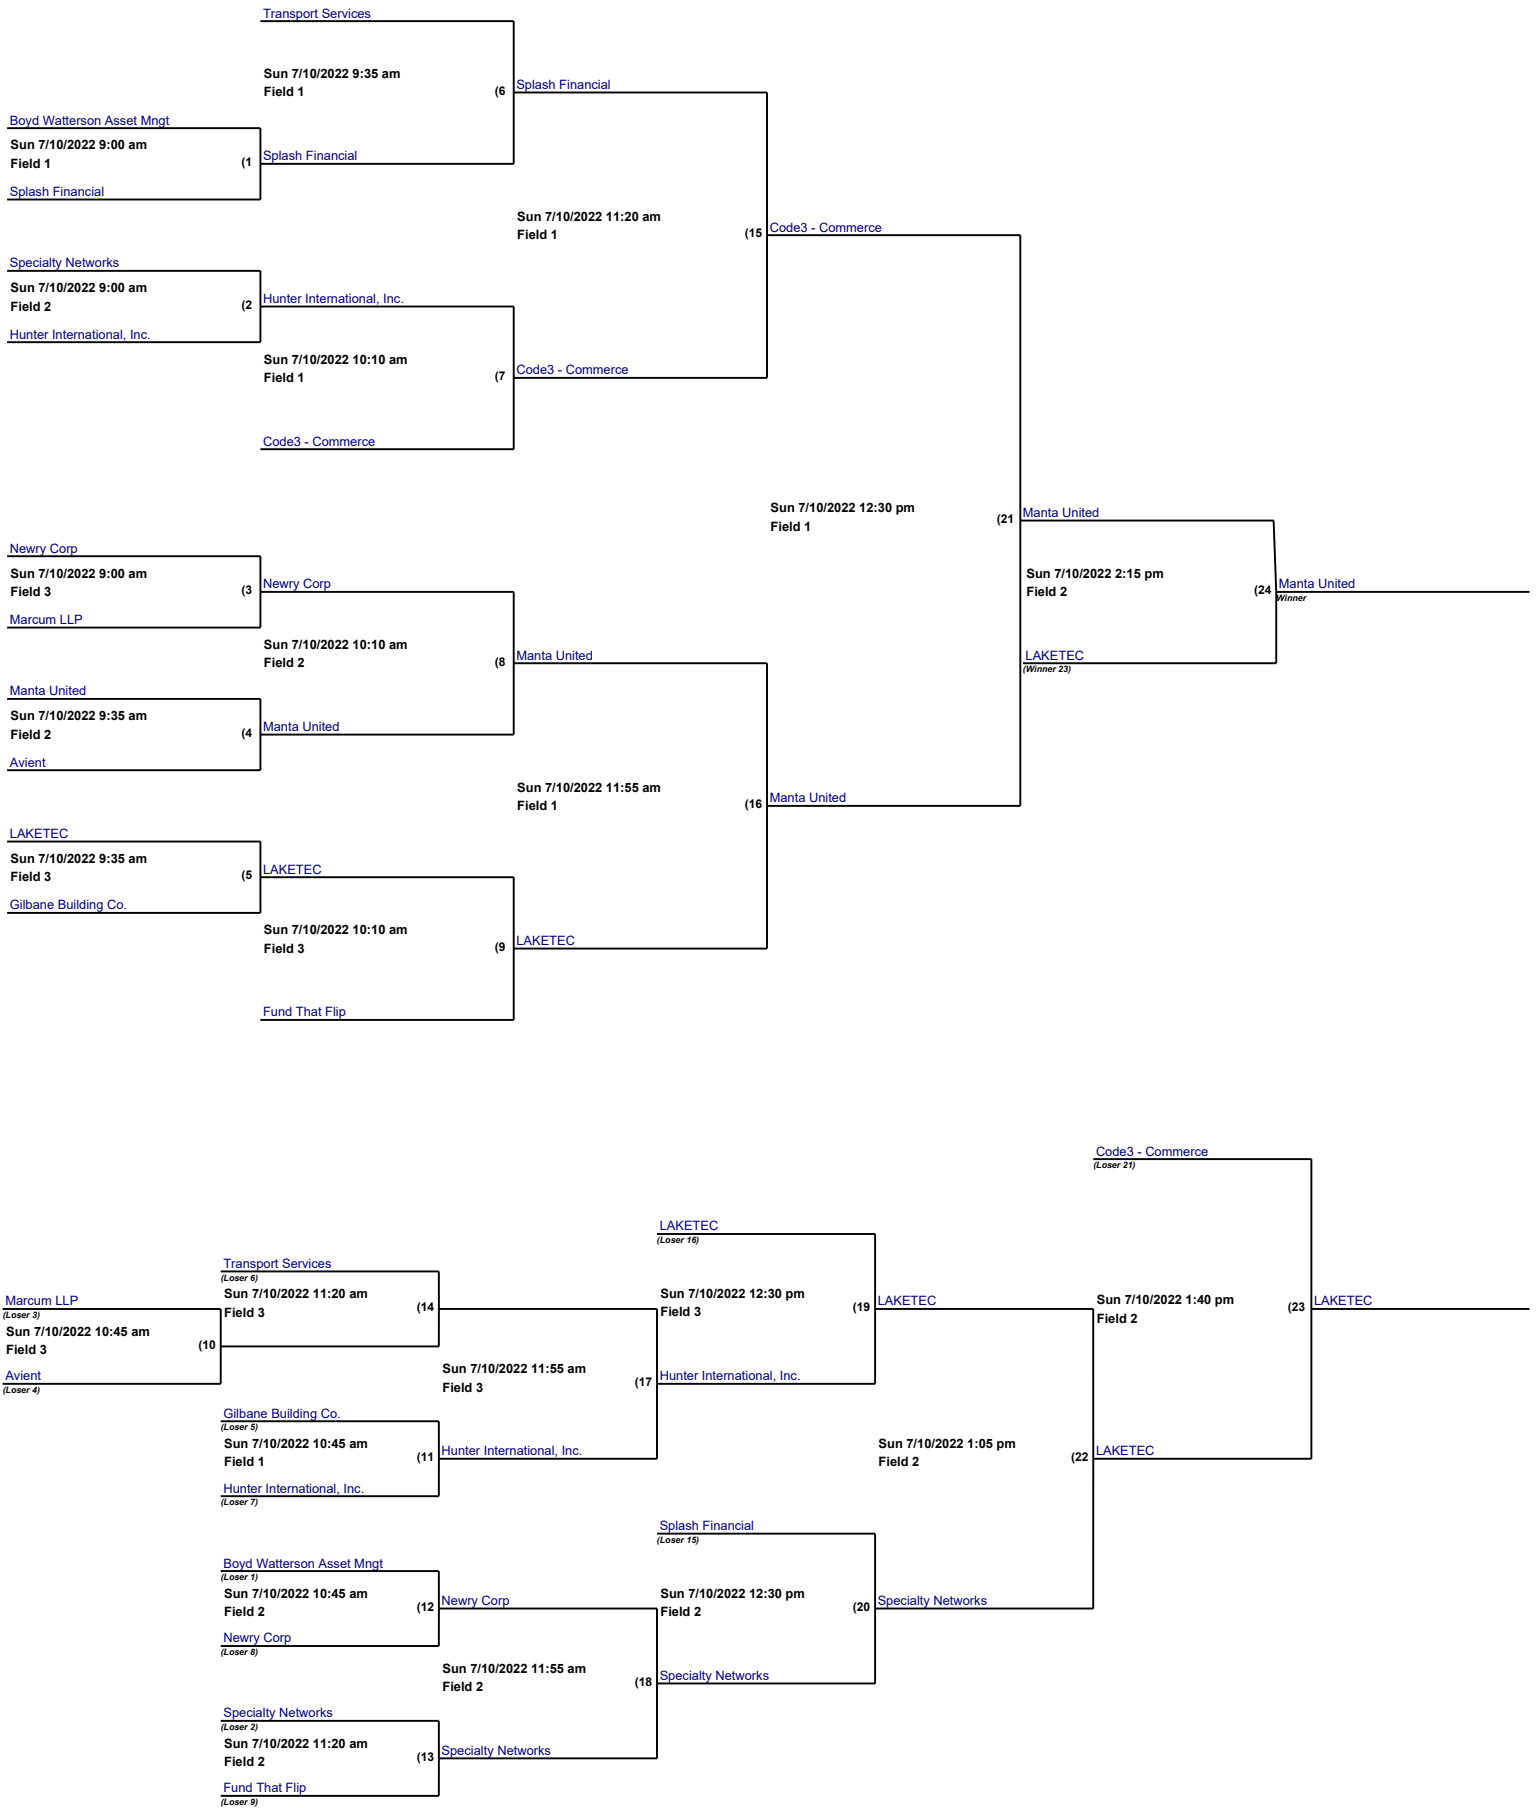 Transport Services
Sun 7/10/2022 9:35 am
Field 1
(6
Splash Financial
Boyd Watterson Asset Mngt
Sun 7/10/2022 9:00 am
Field 1
(1
Splash Financial
Splash Financial
Sun 7/10/2022 11:20 am
Field 1
(15
Code3 - Commerce
Specialty Networks
Sun 7/10/2022 9:00 am
Field 2
(2
Hunter International, Inc.
Hunter International, Inc.
Sun 7/10/2022 10:10 am
Field 1
(7
Code3 - Commerce
Code3 - Commerce
Sun 7/10/2022 12:30 pm
Field 1
(21
Manta United
Newry Corp
Sun 7/10/2022 9:00 am
Field 3
(3
Newry Corp
Marcum LLP
Sun 7/10/2022 2:15 pm
Field 2
(24
Manta United
Winner
Sun 7/10/2022 10:10 am
Field 2
(8
Manta United
LAKETEC
(Winner 23)
Manta United
Sun 7/10/2022 9:35 am
Field 2
(4
Manta United
Avient
Sun 7/10/2022 11:55 am
Field 1
(16
Manta United
LAKETEC
Sun 7/10/2022 9:35 am
Field 3
(5
LAKETEC
Gilbane Building Co.
Sun 7/10/2022 10:10 am
Field 3
(9
LAKETEC
Fund That Flip
Code3 - Commerce
(Loser 21)
LAKETEC
(Loser 16)
Transport Services
(Loser 6)
Sun 7/10/2022 11:20 am
Field 3
(14
Sun 7/10/2022 12:30 pm
Field 3
(19
LAKETEC
Sun 7/10/2022 1:40 pm
Field 2
(23
LAKETEC
Marcum LLP
(Loser 3)
Sun 7/10/2022 10:45 am
Field 3
(10
Avient
(Loser 4)
Sun 7/10/2022 11:55 am
Field 3
(17
Hunter International, Inc.
Gilbane Building Co.
(Loser 5)
Sun 7/10/2022 10:45 am
Field 1
(11
Hunter International, Inc.
Hunter International, Inc.
(Loser 7)
Sun 7/10/2022 1:05 pm
Field 2
(22
LAKETEC
Splash Financial
(Loser 15)
Boyd Watterson Asset Mngt
(Loser 1)
Sun 7/10/2022 10:45 am
Field 2
(12
Newry Corp
Newry Corp
(Loser 8)
Sun 7/10/2022 12:30 pm
Field 2
(20
Specialty Networks
Sun 7/10/2022 11:55 am
Field 2
(18
Specialty Networks
Specialty Networks
(Loser 2)
Sun 7/10/2022 11:20 am
Field 2
(13
Specialty Networks
Fund That Flip
(Loser 9)